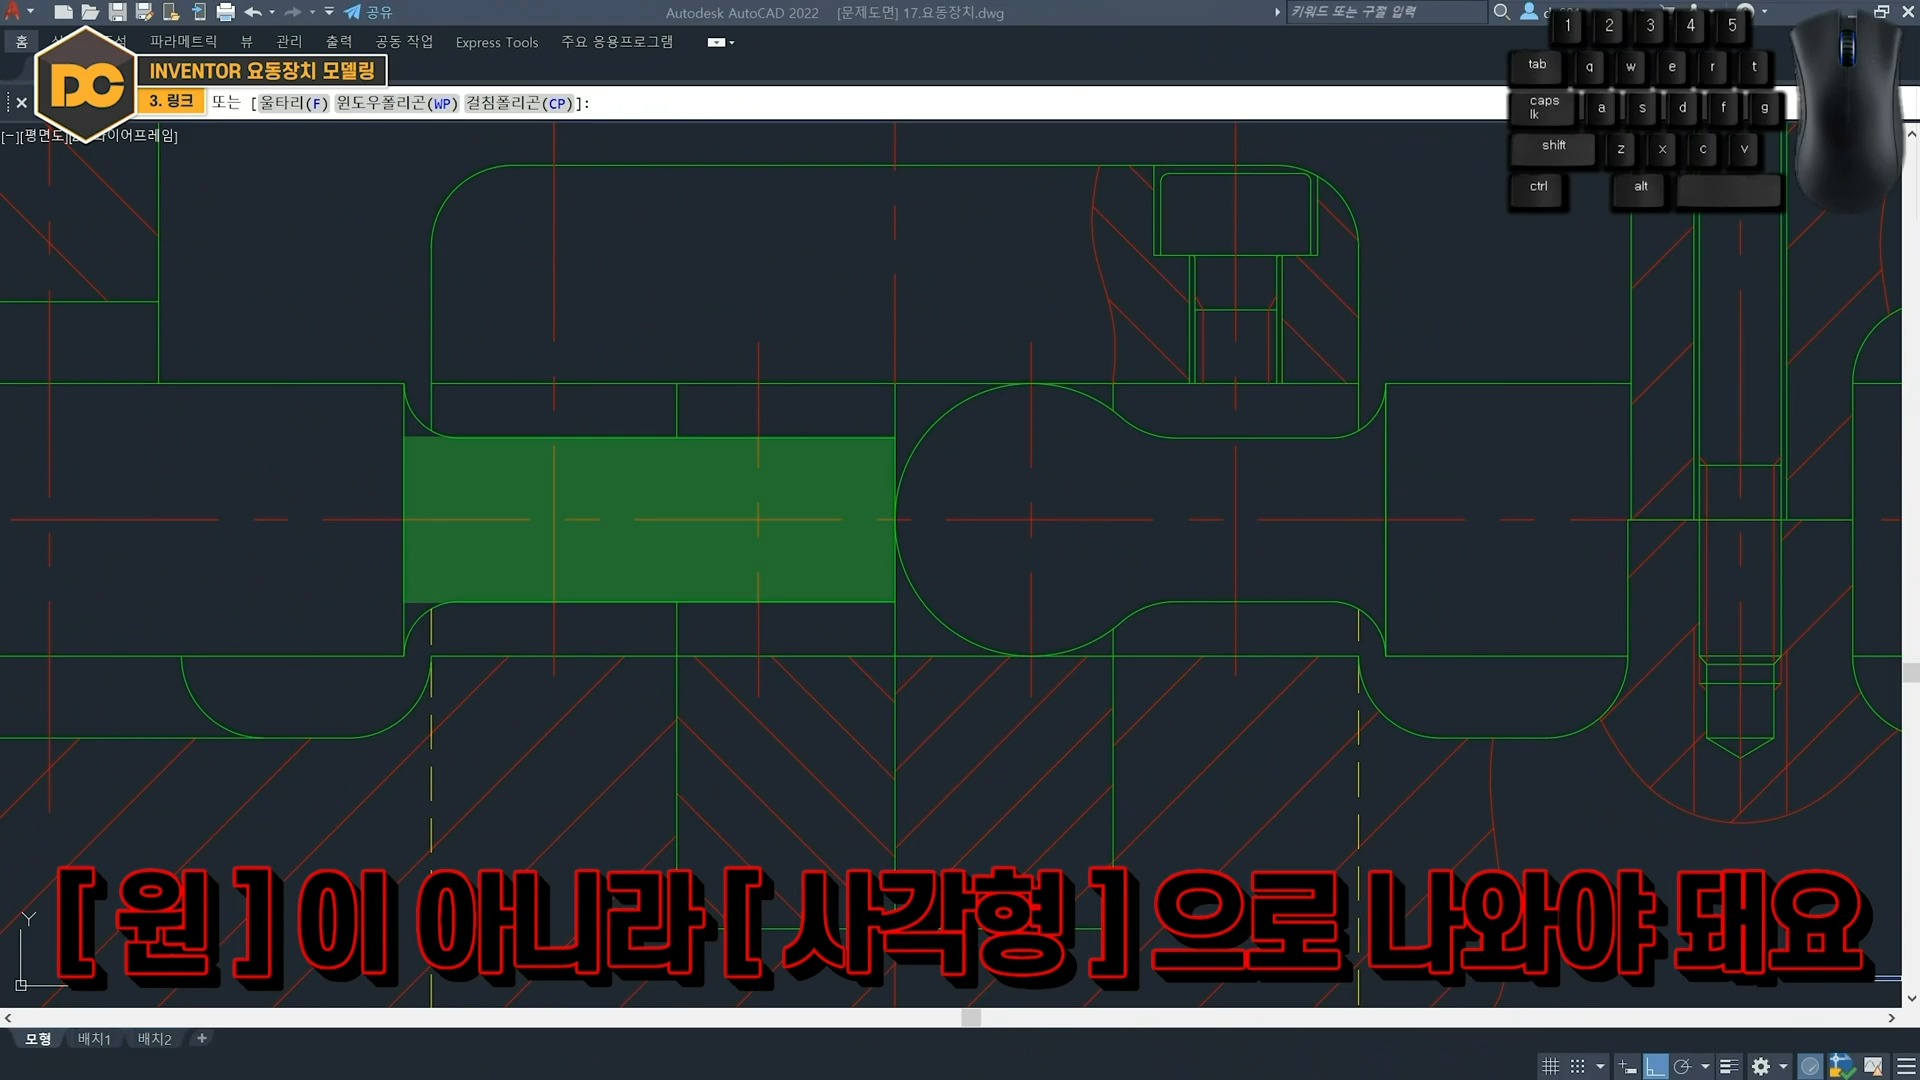 공유
Autodesk AutoCAD 2022 [문제도면] 17.요동장치.dwg
키워드 또는 구절 입력
홈
파라메트릭 뷰 관리 출력 공동 작업 Express Tools 주요 응용프로그램
DC
INVENTOR 요동장치 모델링
3. 링크
또는 [울타리(F) 윈도우폴리곤(WP) 걸침폴리곤(CP)]:
[−][평면도]
1 2 3 4 5
tab q w e r t
caps lk a s d f g
shift z x c v
ctrl alt
[ 원 ] 이 아니라 [ 사각형 ] 으로 나와야 돼요
Y
모형 배치1 배치2 +